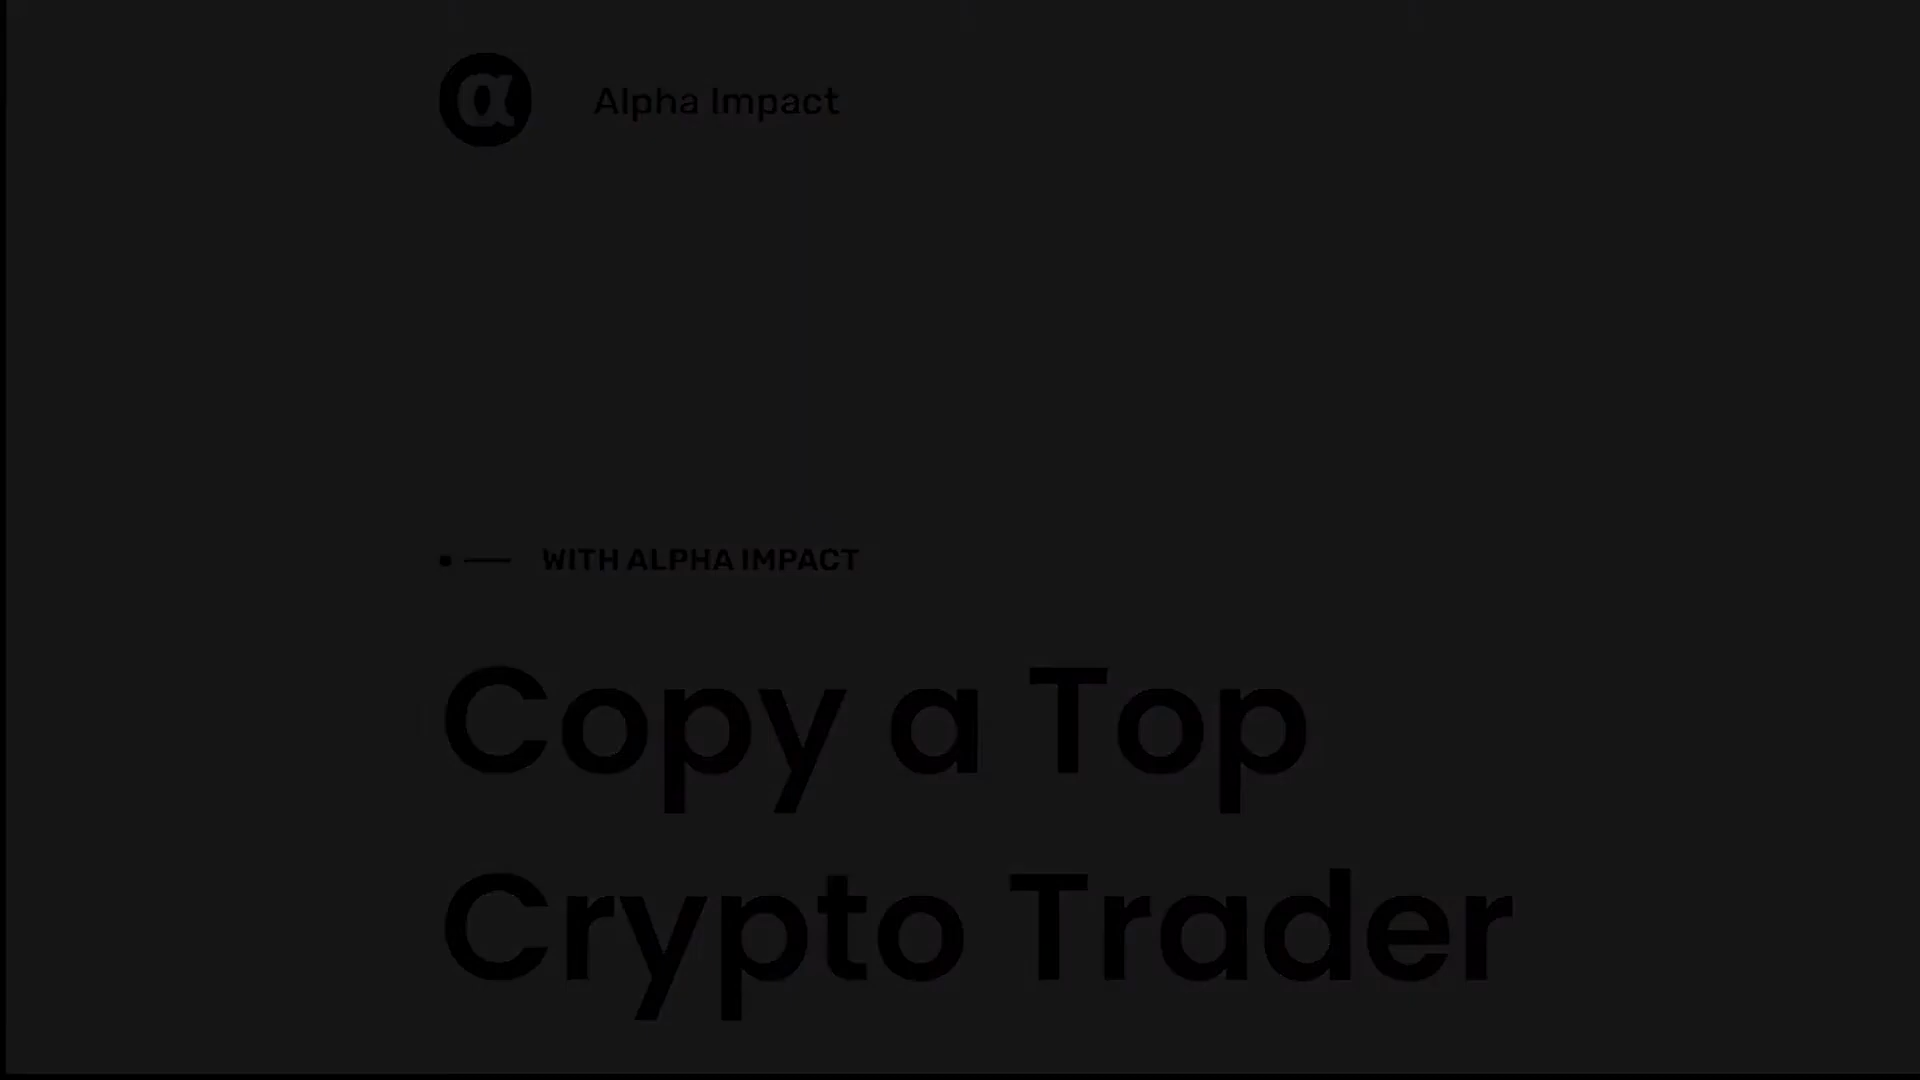 α
Alpha Impact
WITH ALPHA IMPACT
Copy a Top
Crypto Trader